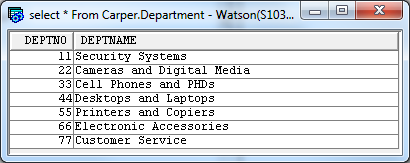 select * From Carper.Department - Watson(S103...
DEPTNO DEPTNAME
11 Security Systems
22 Cameras and Digital Media
33 Cell Phones and PHDs
44 Desktops and Laptops
55 Printers and Copiers
66 Electronic Accessories
77 Customer Service